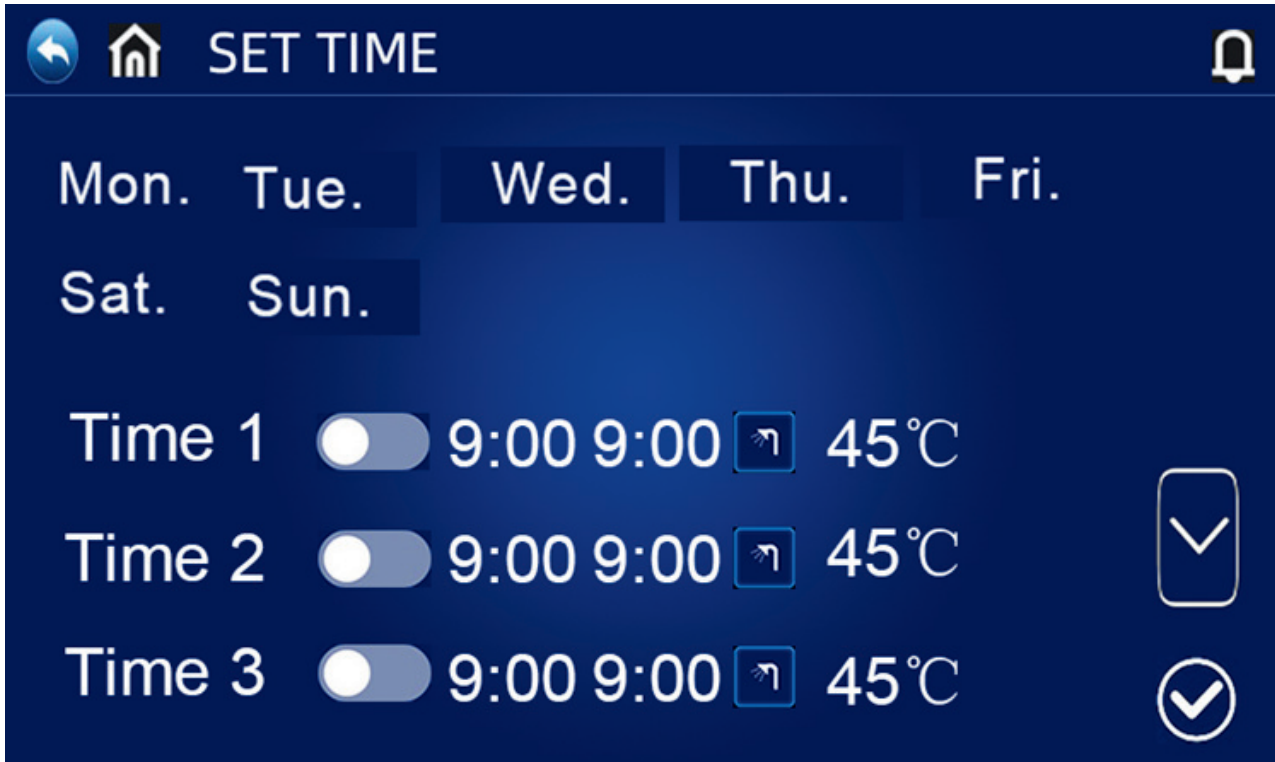 SET TIME
Mon. Tue. Wed. Thu. Fri.
Sat. Sun.
Time 1 9:00 9:00 45℃
Time 2 9:00 9:00 45℃
Time 3 9:00 9:00 45℃